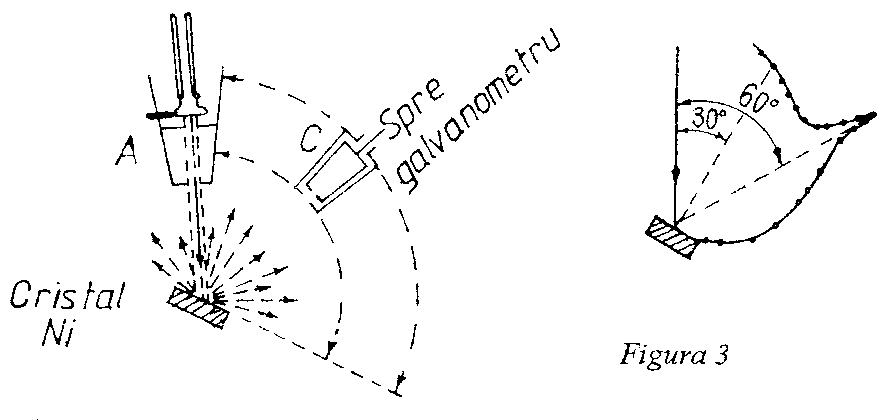 A
C
Spre
galvanometru
Cristal
Ni
60°
30°
Figura 3